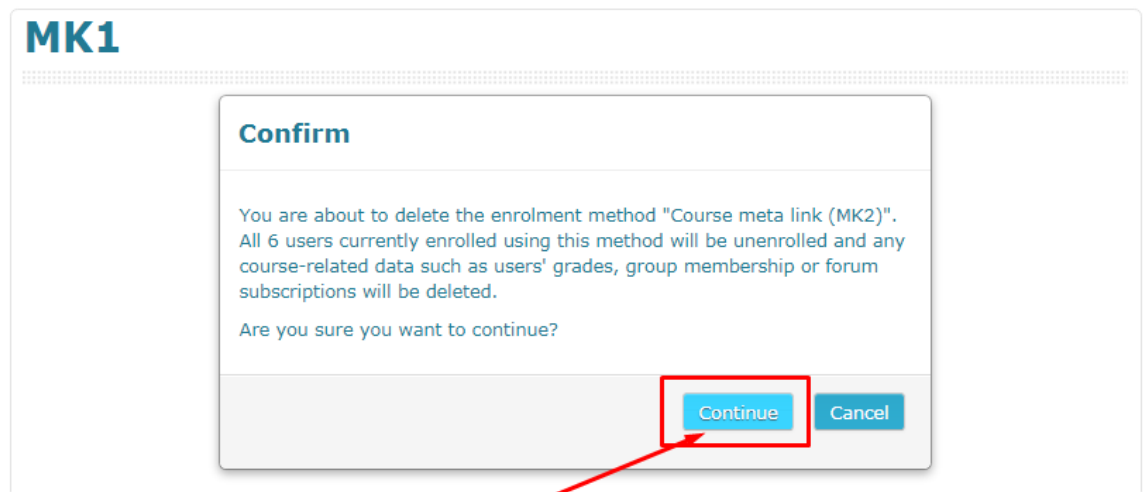 MK1
Confirm
You are about to delete the enrolment method "Course meta link (MK2)".
All 6 users currently enrolled using this method will be unenrolled and any
course-related data such as users' grades, group membership or forum
subscriptions will be deleted.
Are you sure you want to continue?
Continue Cancel